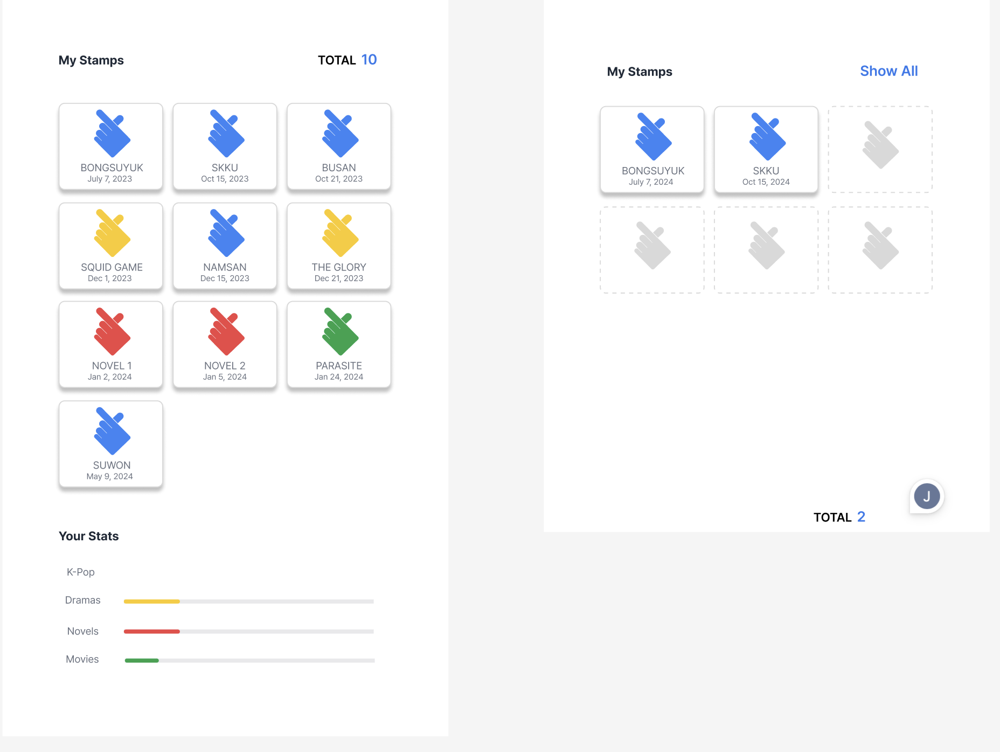 My Stamps
TOTAL 10
BONGSUYUK
July 7, 2023
SKKU
Oct 15, 2023
BUSAN
Oct 21, 2023
SQUID GAME
Dec 1, 2023
NAMSAN
Dec 15, 2023
THE GLORY
Dec 21, 2023
NOVEL 1
Jan 2, 2024
NOVEL 2
Jan 5, 2024
PARASITE
Jan 24, 2024
SUWON
May 9, 2024
Your Stats
K-Pop
Dramas
Novels
Movies
My Stamps
Show All
BONGSUYUK
July 7, 2024
SKKU
Oct 15, 2024
J
TOTAL 2